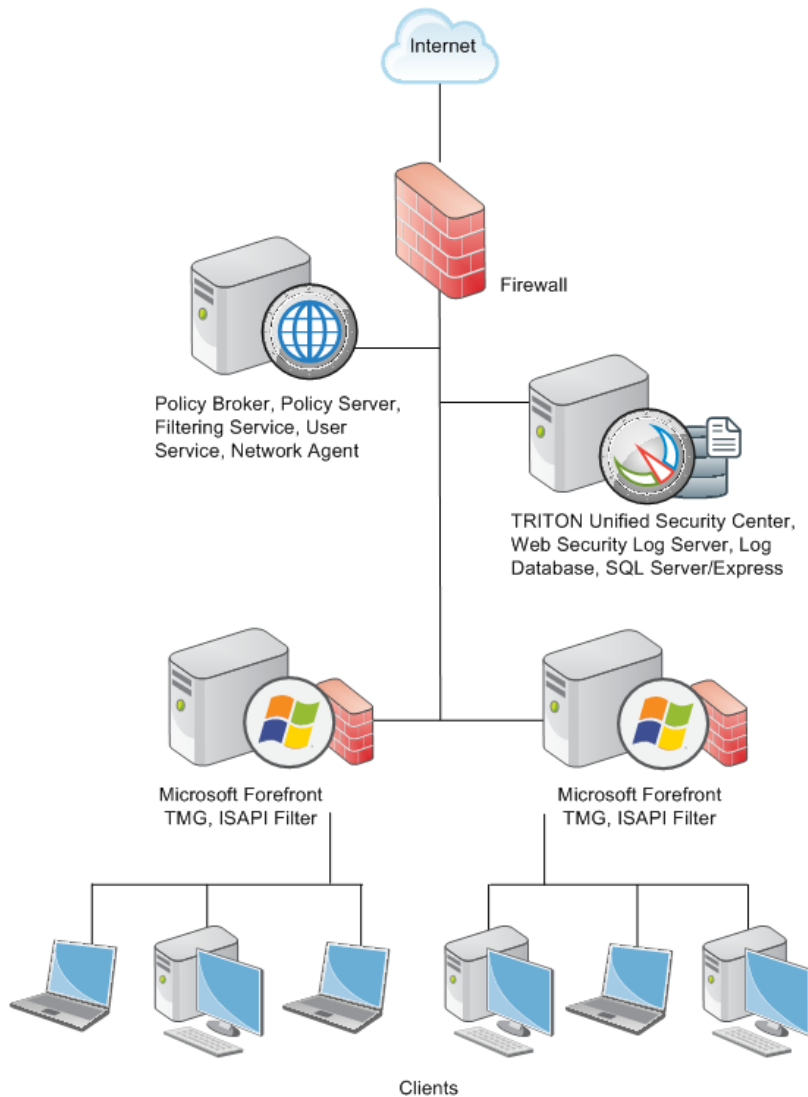 Internet
Firewall
Policy Broker, Policy Server,
Filtering Service, User
Service, Network Agent
TRITON Unified Security Center,
Web Security Log Server, Log
Database, SQL Server/Express
Microsoft Forefront
TMG, ISAPI Filter
Microsoft Forefront
TMG, ISAPI Filter
Clients